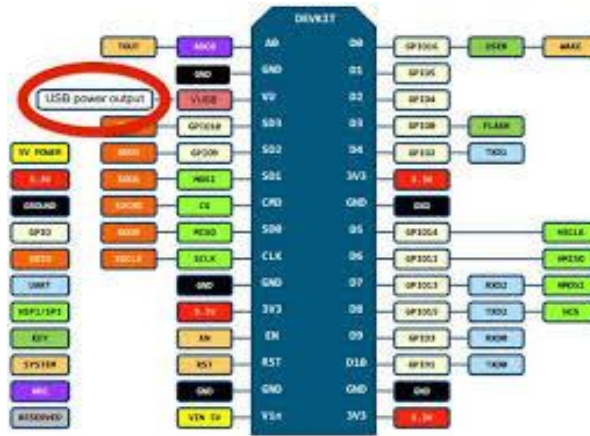 DEVKIT
TOUT ADC0 A0 D0 GPIO16 USER WAKE
GND GND D1 GPIO5
USB power output VUSB VU D2 GPIO4
GPIO10 SD3 D3 GPIO0 FLASH
5V POWER GPIO9 SD2 D4 GPIO2 TXD1
3.3V MOSI SD1 3V3 3.3V
GROUND CS CMD GND GND
GPIO MISO SD0 D5 GPIO14 HSCLK
SDIO SDCLK SCLK CLK D6 GPIO12 HMISO
UART GND GND D7 GPIO13 RXD2 HMOSI
HSPI/SPI 3.3V 3V3 D8 GPIO15 TXD2 HCS
KEY EN EN D9 GPIO3 RXD0
SYSTEM RST RST D10 GPIO1 TXD0
ADC GND GND GND GND
RESERVED VIN 5V Vin 3V3 3.3V